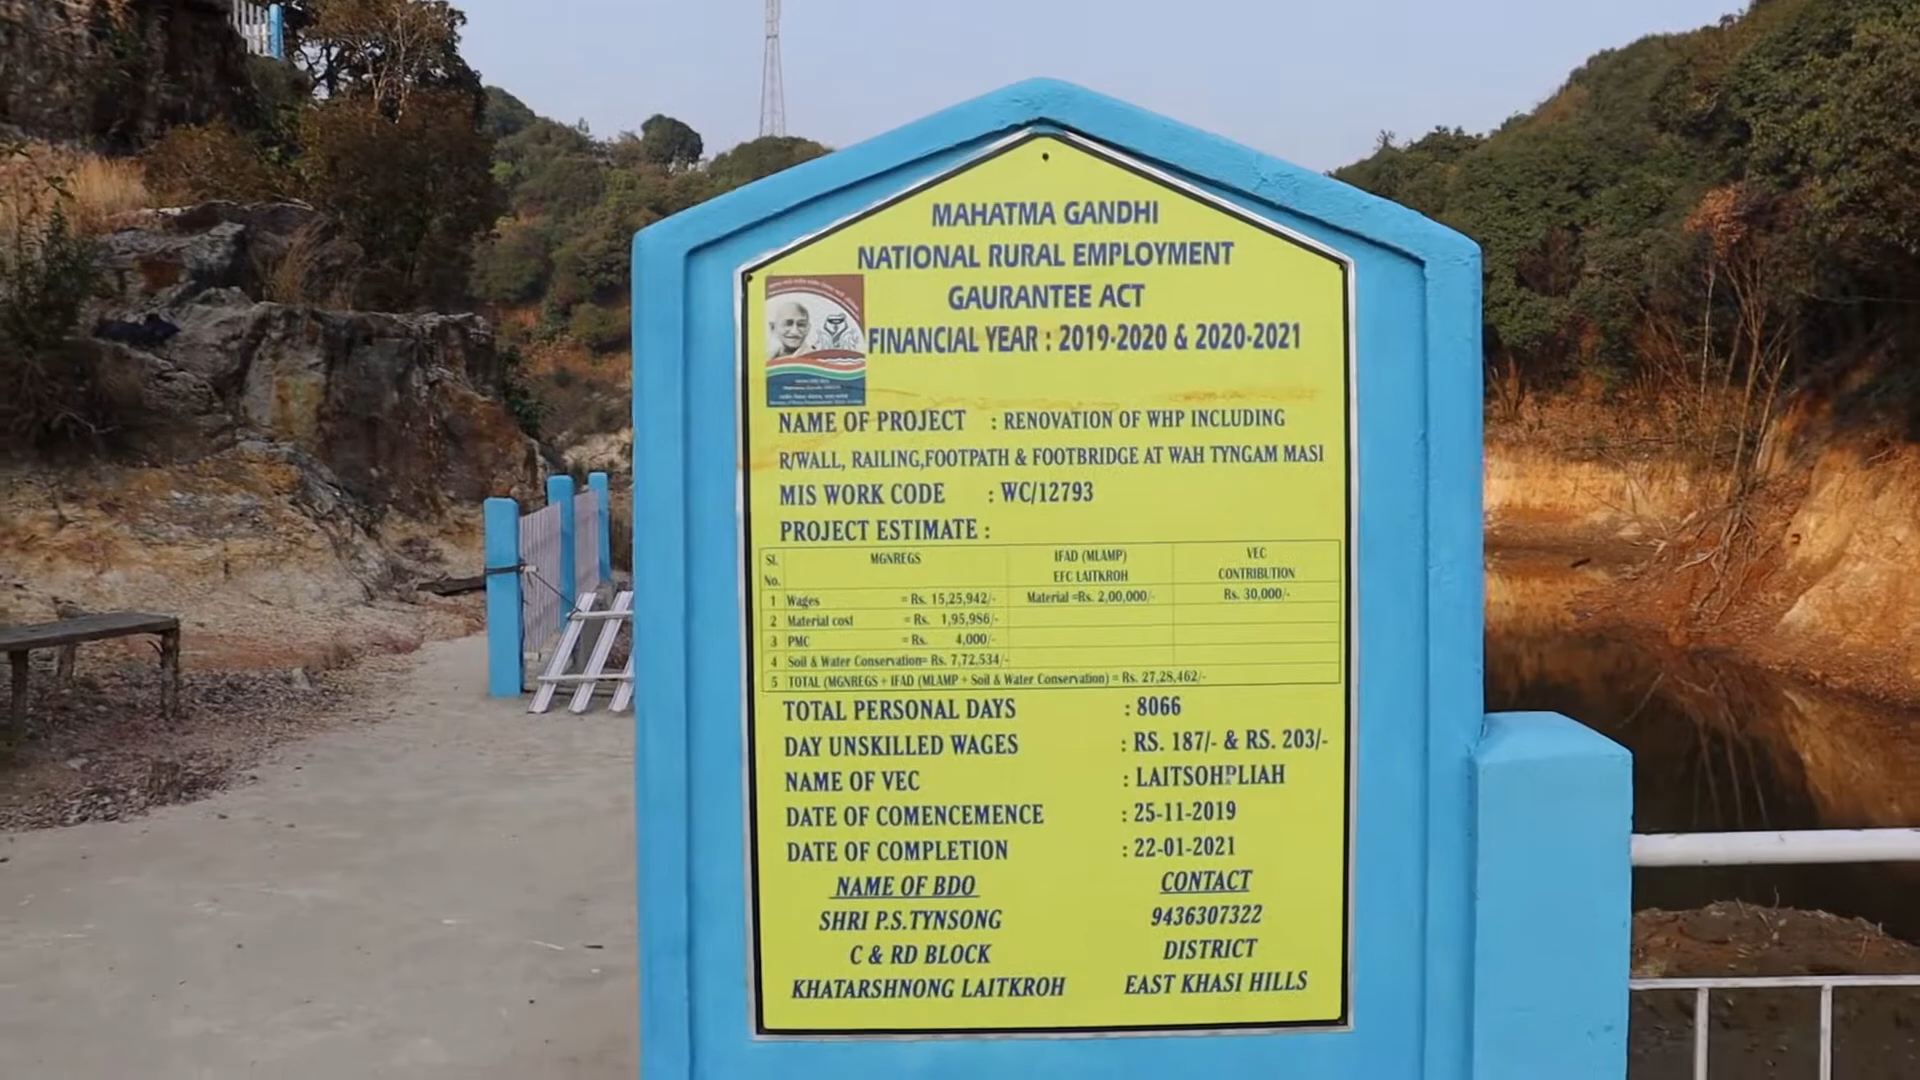 MAHATMA GANDHI
NATIONAL RURAL EMPLOYMENT
GAURANTEE ACT
FINANCIAL YEAR : 2019-2020 & 2020-2021
NAME OF PROJECT : RENOVATION OF WHP INCLUDING
R/WALL, RAILING,FOOTPATH & FOOTBRIDGE AT WAH TYNGAM MASI
MIS WORK CODE : WC/12793
PROJECT ESTIMATE :
SL No. MGNREGS IFAD (MLAMP) EFC LAITKROH VEC CONTRIBUTION
1 Wages = Rs. 15,25,942/- Material =Rs. 2,00,000/- Rs. 30,000/-
2 Material cost = Rs. 1,95,986/-
3 PMC = Rs. 4,000/-
4 Soil & Water Conservation= Rs. 7,72,534/-
5 TOTAL (MGNREGS + IFAD (MLAMP + Soil & Water Conservation) = Rs. 27,28,462/-
TOTAL PERSONAL DAYS : 8066
DAY UNSKILLED WAGES : RS. 187/- & RS. 203/-
NAME OF VEC : LAITSOHPLIAH
DATE OF COMENCEMENCE : 25-11-2019
DATE OF COMPLETION : 22-01-2021
NAME OF BDO CONTACT
SHRI P.S.TYNSONG 9436307322
C & RD BLOCK DISTRICT
KHATARSHNONG LAITKROH EAST KHASI HILLS